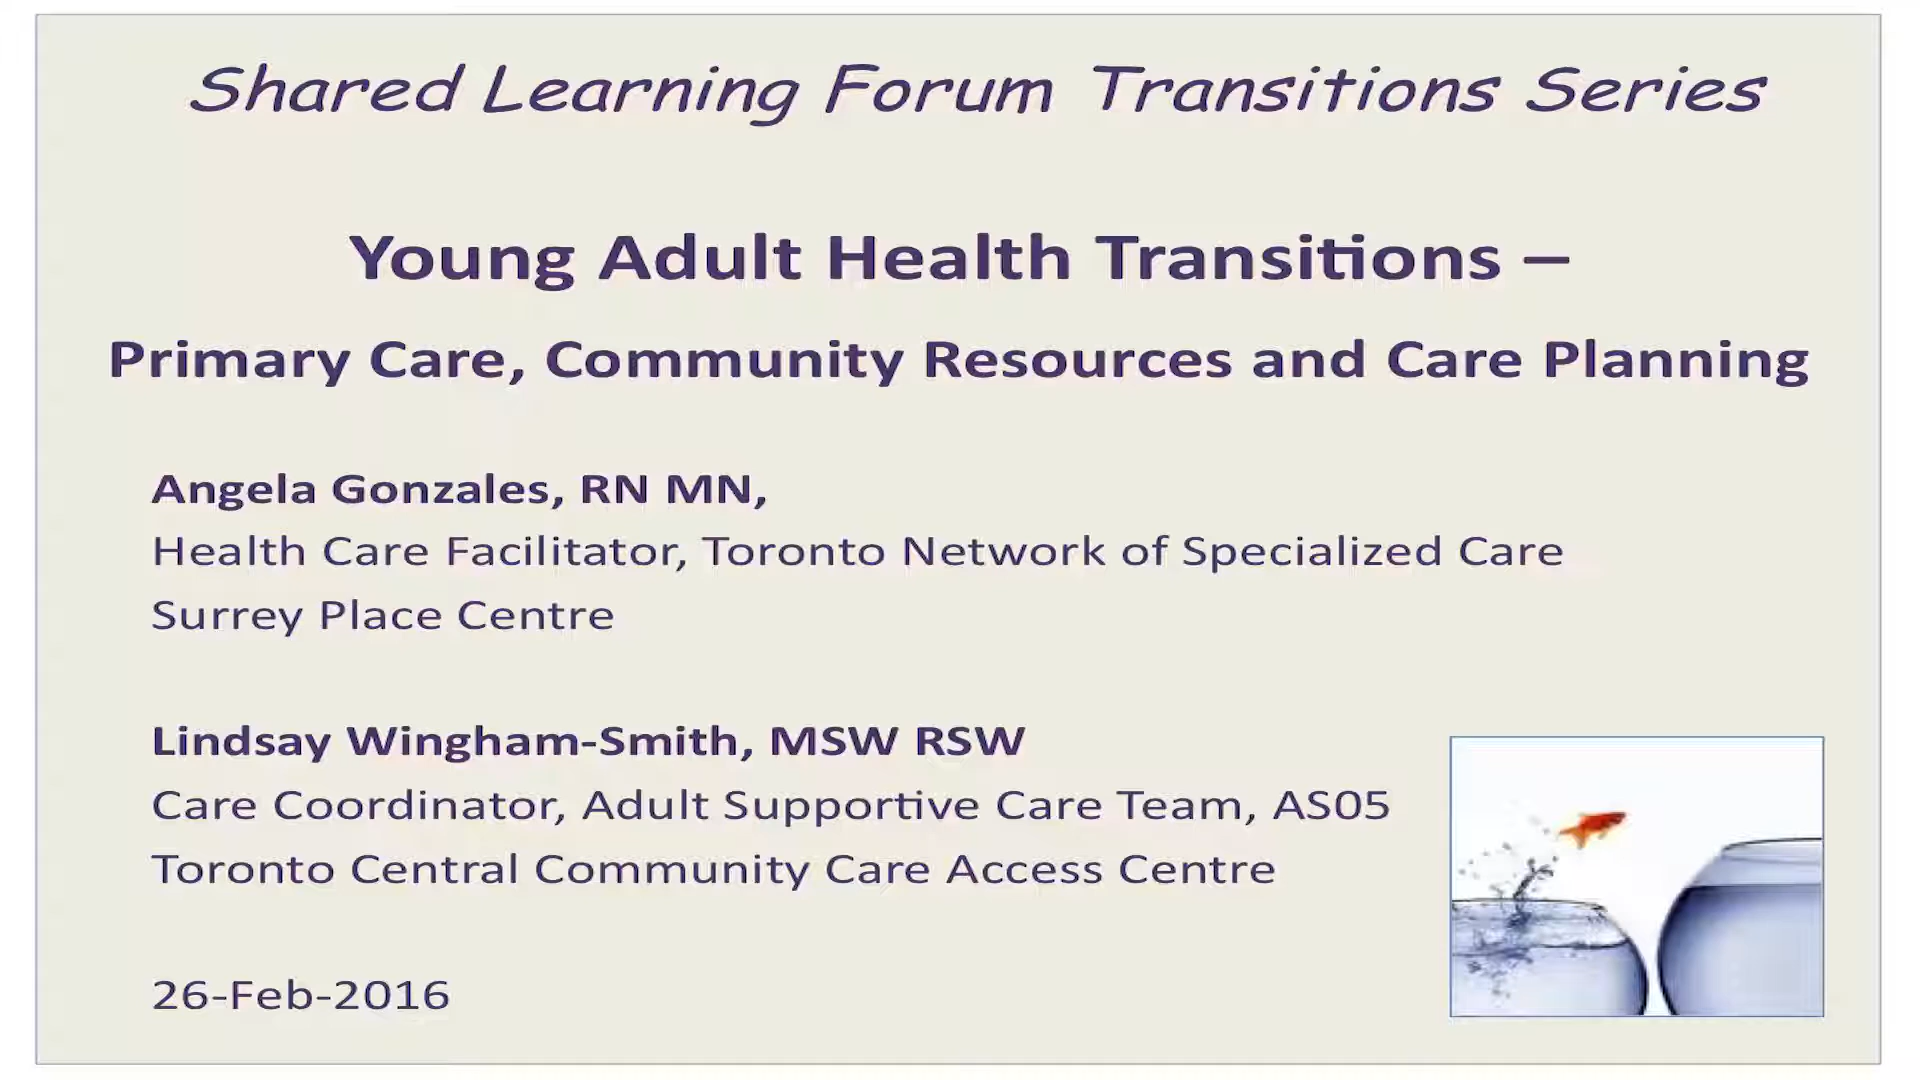 Shared Learning Forum Transitions Series
Young Adult Health Transitions –
Primary Care, Community Resources and Care Planning
Angela Gonzales, RN MN,
Health Care Facilitator, Toronto Network of Specialized Care
Surrey Place Centre
Lindsay Wingham-Smith, MSW RSW
Care Coordinator, Adult Supportive Care Team, AS05
Toronto Central Community Care Access Centre
26-Feb-2016